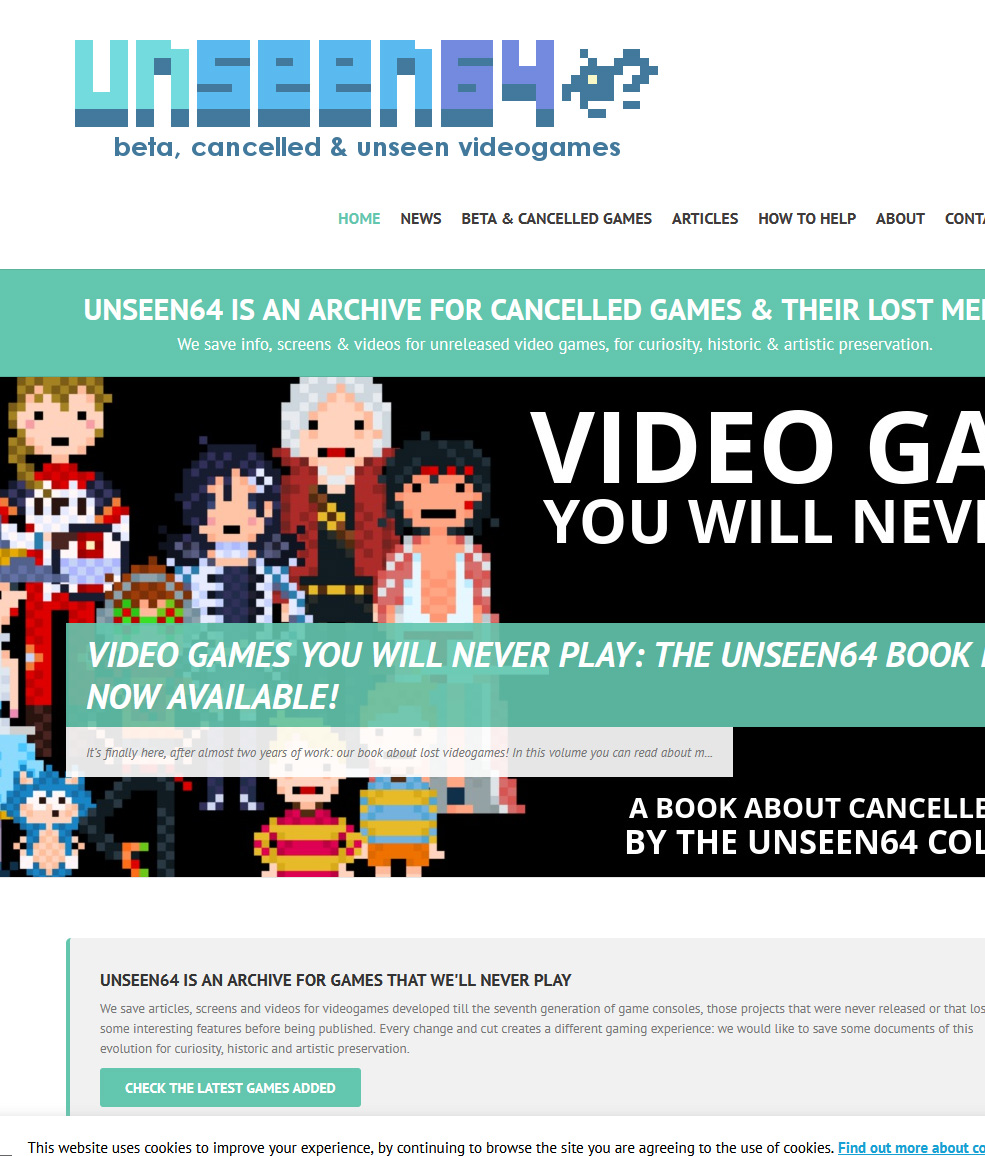 unseen64
beta, cancelled & unseen videogames
HOME NEWS BETA & CANCELLED GAMES ARTICLES HOW TO HELP ABOUT CONTA
UNSEEN64 IS AN ARCHIVE FOR CANCELLED GAMES & THEIR LOST ME
We save info, screens & videos for unreleased video games, for curiosity, historic & artistic preservation.
VIDEO GA
YOU WILL NEVE
VIDEO GAMES YOU WILL NEVER PLAY: THE UNSEEN64 BOOK
NOW AVAILABLE!
It's finally here, after almost two years of work: our book about lost videogames! In this volume you can read about m...
A BOOK ABOUT CANCELLE
BY THE UNSEEN64 COL
UNSEEN64 IS AN ARCHIVE FOR GAMES THAT WE'LL NEVER PLAY
We save articles, screens and videos for videogames developed till the seventh generation of game consoles, those projects that were never released or that los
some interesting features before being published. Every change and cut creates a different gaming experience: we would like to save some documents of this
evolution for curiosity, historic and artistic preservation.
CHECK THE LATEST GAMES ADDED
This website uses cookies to improve your experience, by continuing to browse the site you are agreeing to the use of cookies. Find out more about co